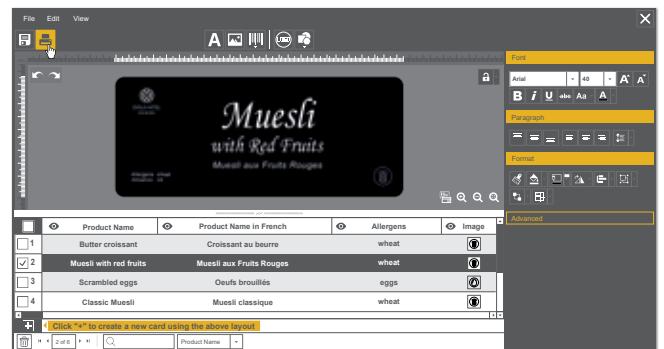 File Edit View
A
Font
Arial 48 A A
B i U abc Aa A
Paragraph
Format
Advanced
Muesli
with Red Fruits
Muesli aux Fruits Rouges
Product Name Product Name in French Allergens Image
1 Butter croissant Croissant au beurre wheat
2 Muesli with red fruits Muesli aux Fruits Rouges wheat
3 Scrambled eggs Oeufs brouillés eggs
4 Classic Muesli Muesli classique wheat
Click "+" to create a new card using the above layout
2 of 6 Product Name